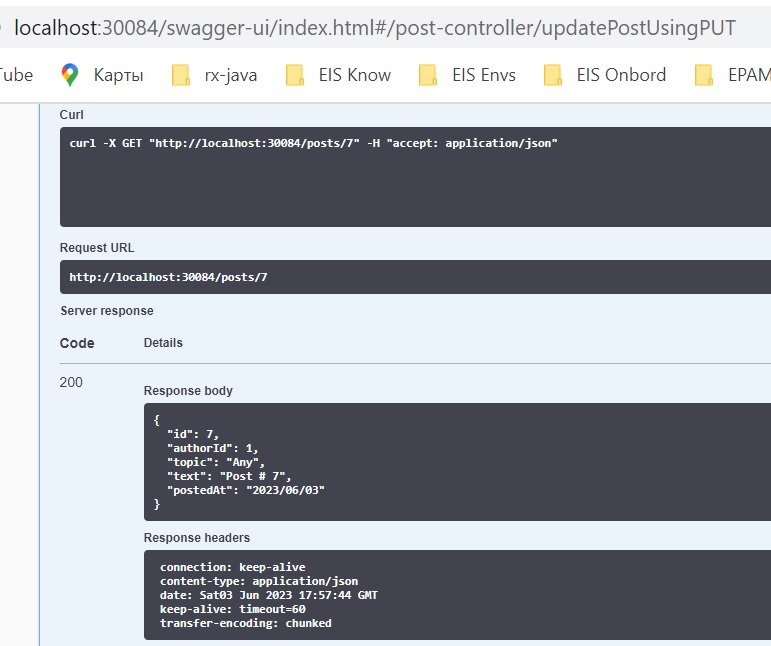 localhost:30084/swagger-ui/index.html#/post-controller/updatePostUsingPUT
Tube Карты rx-java EIS Know EIS Envs EIS Onbord EPAM
Curl
curl -X GET "http://localhost:30084/posts/7" -H "accept: application/json"
Request URL
http://localhost:30084/posts/7
Server response
Code Details
200
Response body
{
"id": 7,
"authorId": 1,
"topic": "Any",
"text": "Post # 7",
"postedAt": "2023/06/03"
}
Response headers
connection: keep-alive
content-type: application/json
date: Sat03 Jun 2023 17:57:44 GMT
keep-alive: timeout=60
transfer-encoding: chunked